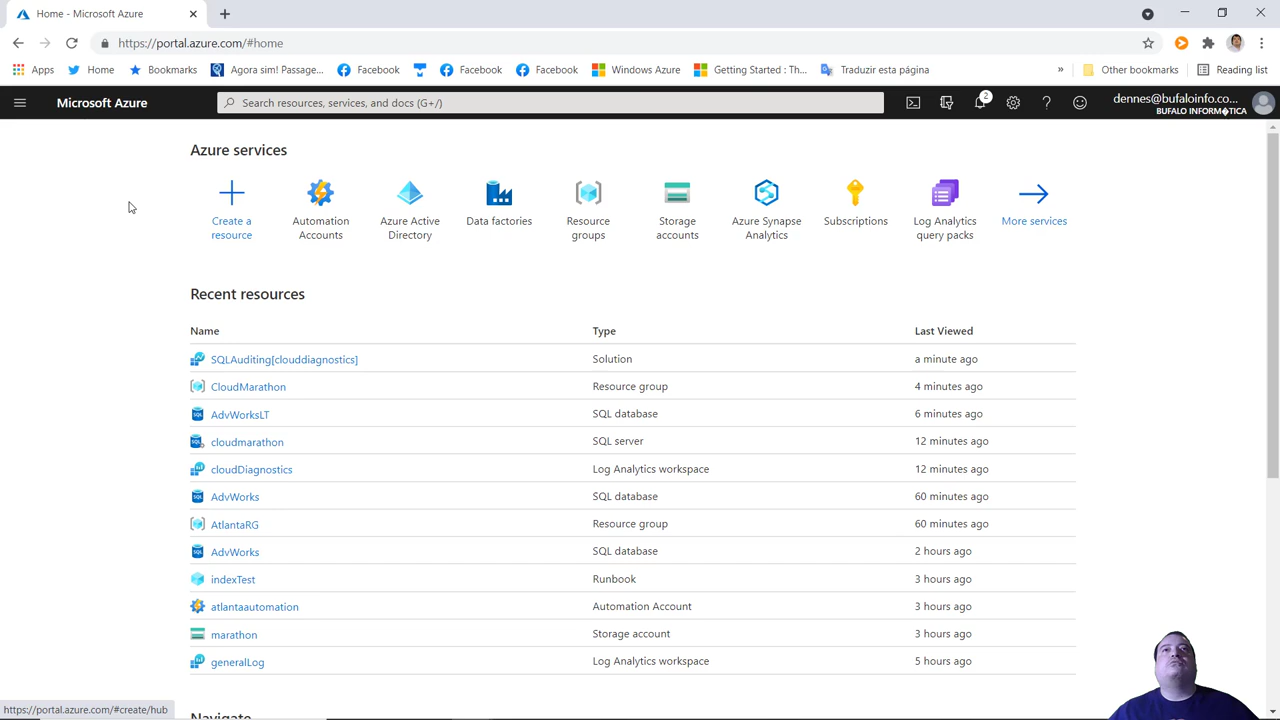 Home - Microsoft Azure
https://portal.azure.com/#home
Apps Home Bookmarks Agora sim! Passage... Facebook Facebook Facebook Windows Azure Getting Started : Th... Traduzir esta página » Other bookmarks Reading list
Microsoft Azure Search resources, services, and docs (G+/) 2 dennes@bufaloinfo.co...
BUFALO INFORM�TICA
Azure services
Create a resource
Automation Accounts
Azure Active Directory
Data factories
Resource groups
Storage accounts
Azure Synapse Analytics
Subscriptions
Log Analytics query packs
More services
Recent resources
Name Type Last Viewed
SQLAuditing[clouddiagnostics] Solution a minute ago
CloudMarathon Resource group 4 minutes ago
AdvWorksLT SQL database 6 minutes ago
cloudmarathon SQL server 12 minutes ago
cloudDiagnostics Log Analytics workspace 12 minutes ago
AdvWorks SQL database 60 minutes ago
AtlantaRG Resource group 60 minutes ago
AdvWorks SQL database 2 hours ago
indexTest Runbook 3 hours ago
atlantaautomation Automation Account 3 hours ago
marathon Storage account 3 hours ago
generalLog Log Analytics workspace 5 hours ago
https://portal.azure.com/#create/hub
Navigate